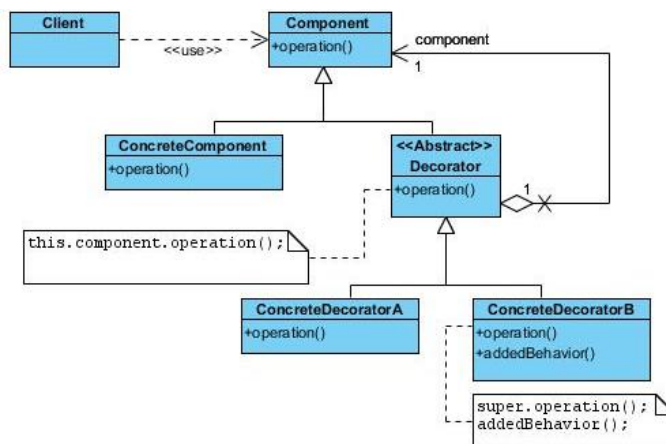 Client
<<use>>
Component
+operation()
component
1
ConcreteComponent
+operation()
<<Abstract>>
Decorator
+operation()
1
this.component.operation();
ConcreteDecoratorA
+operation()
ConcreteDecoratorB
+operation()
+addedBehavior()
super.operation();
addedBehavior();